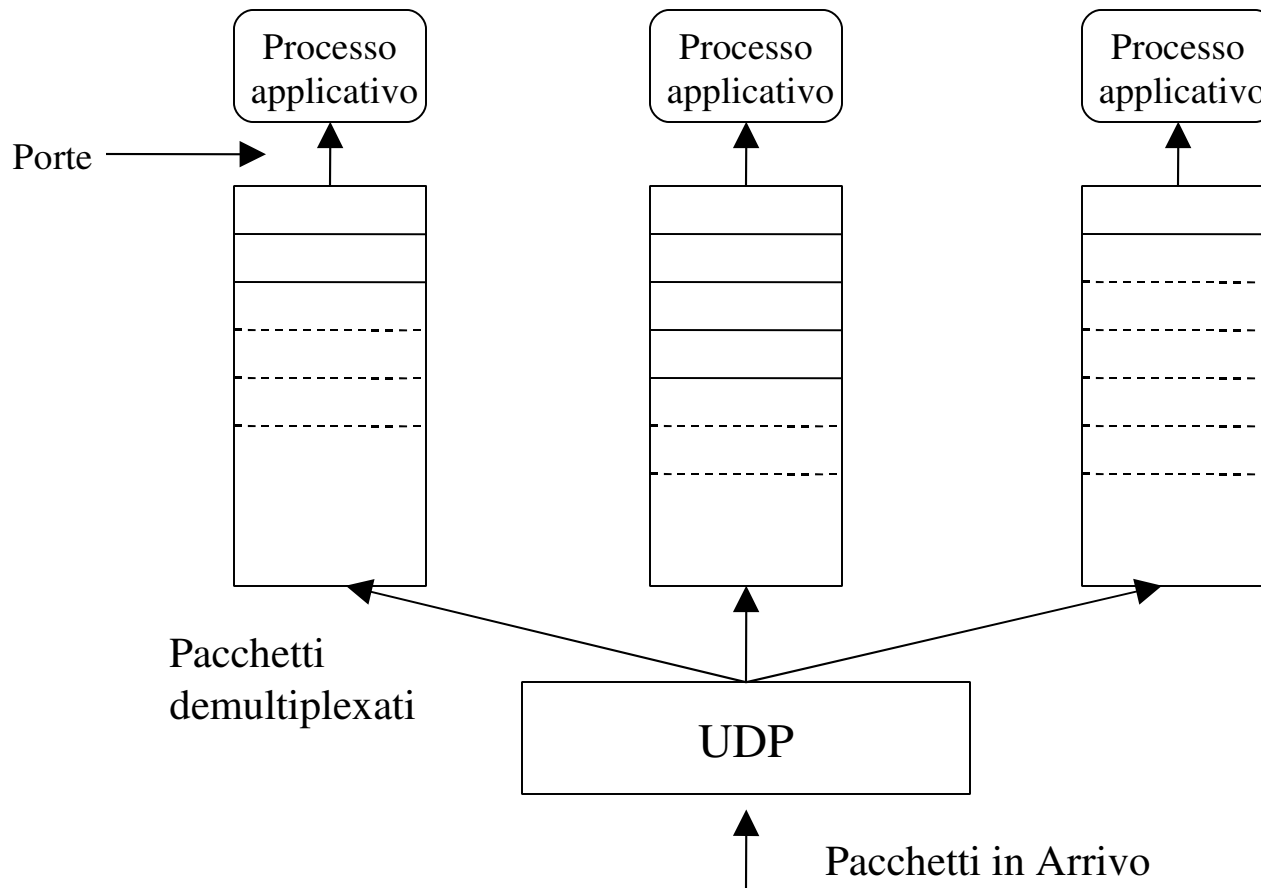 Processo
applicativo
Processo
applicativo
Processo
applicativo
Porte
Pacchetti
demultiplexati
UDP
Pacchetti in Arrivo